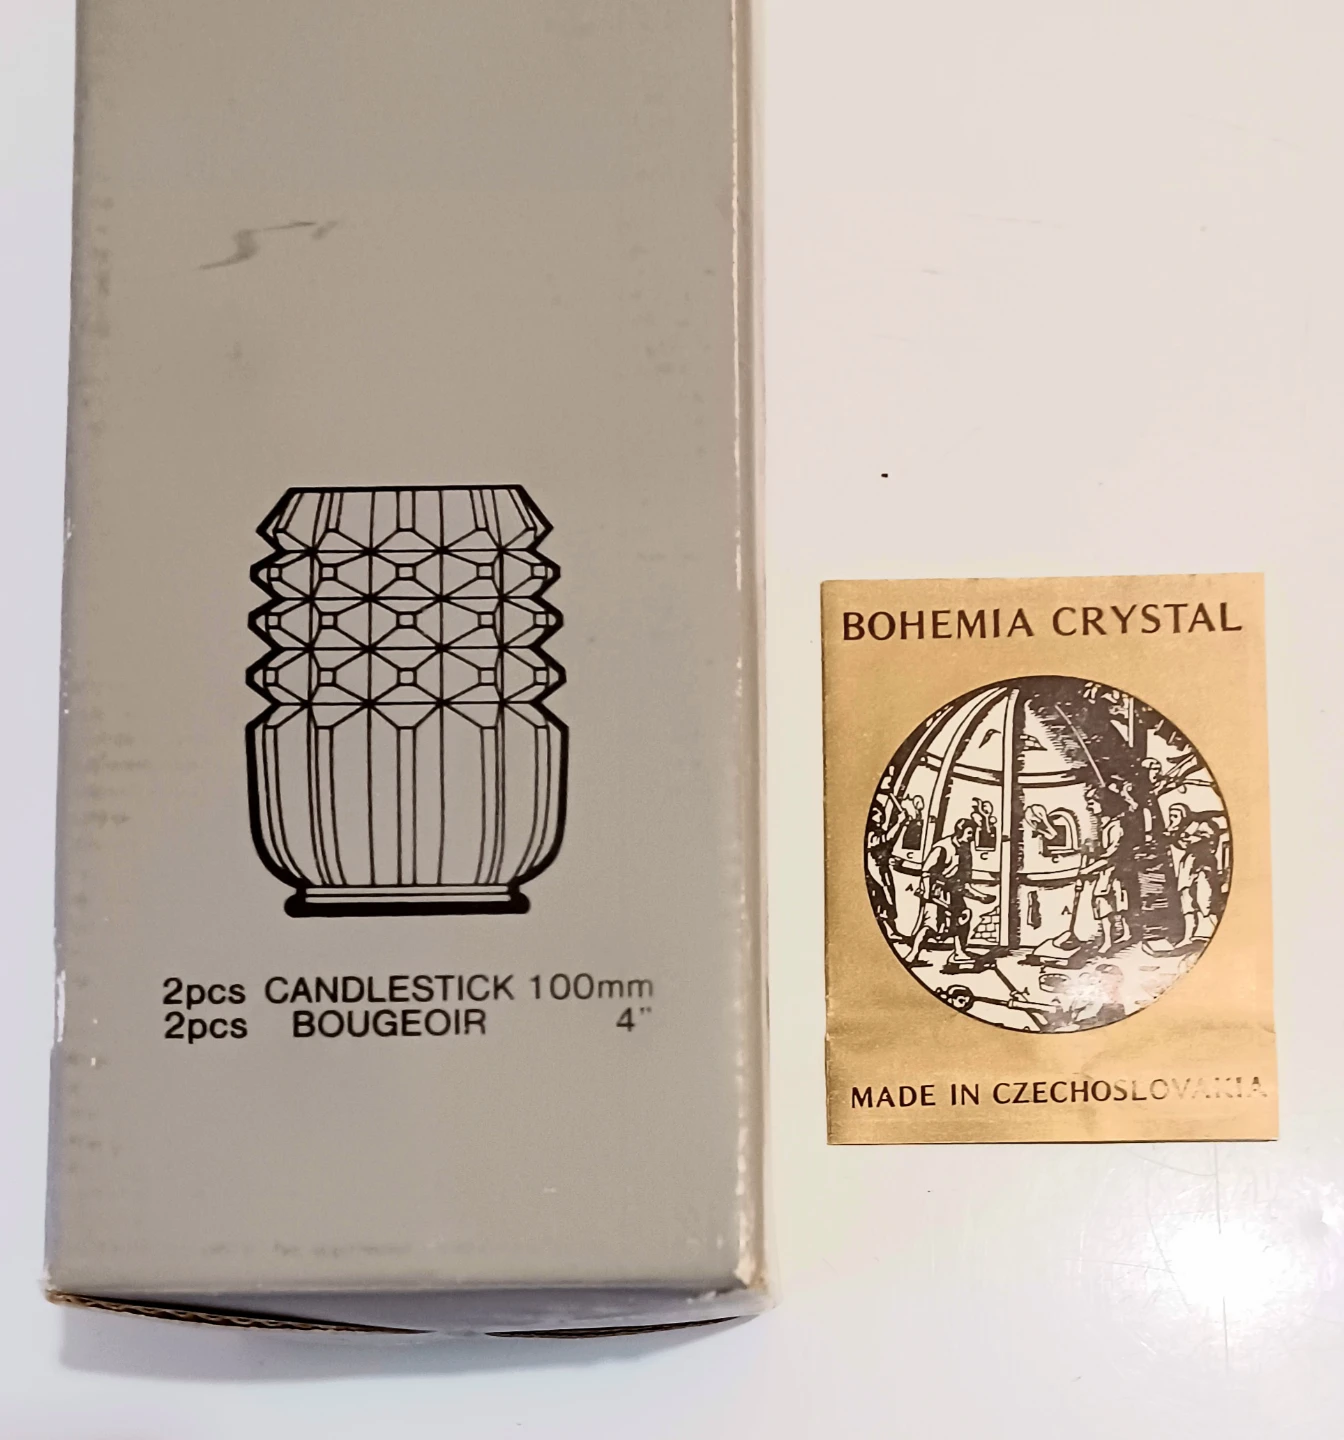 2pcs CANDLESTICK 100mm
2pcs BOUGEOIR 4"
BOHEMIA CRYSTAL
MADE IN CZECHOSLOVAKIA